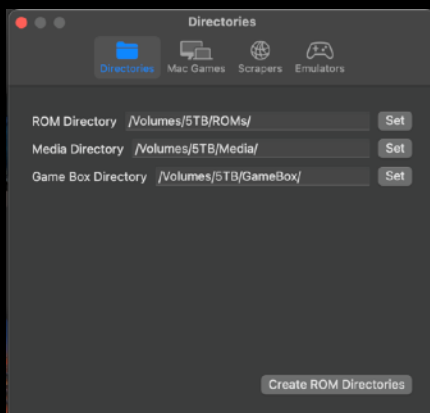 Directories
Directories Mac Games Scrapers Emulators
ROM Directory /Volumes/5TB/ROMs/ Set
Media Directory /Volumes/5TB/Media/ Set
Game Box Directory /Volumes/5TB/GameBox/ Set
Create ROM Directories